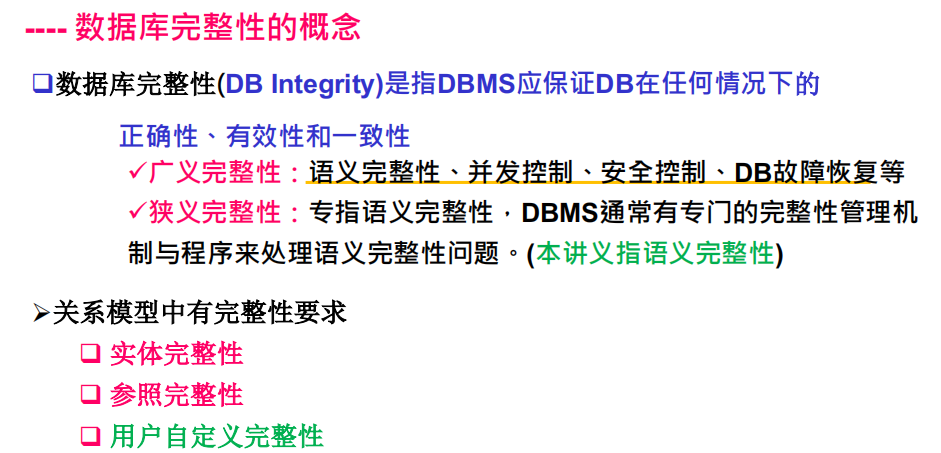 ---- 数据库完整性的概念
❑数据库完整性(DB Integrity)是指DBMS应保证DB在任何情况下的
正确性、有效性和一致性
✓广义完整性：语义完整性、并发控制、安全控制、DB故障恢复等
✓狭义完整性：专指语义完整性，DBMS通常有专门的完整性管理机
制与程序来处理语义完整性问题。(本讲义指语义完整性)
➢关系模型中有完整性要求
❑ 实体完整性
❑ 参照完整性
❑ 用户自定义完整性